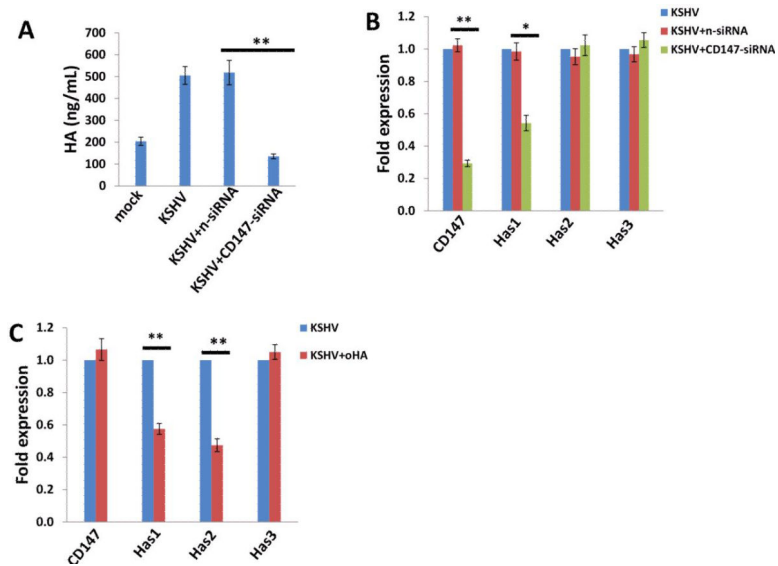 A
HA (ng/mL)
700
600
500
400
300
200
100
0
**
mock
KSHV
KSHV+n-siRNA
KSHV+CD147-siRNA
B
Fold expression
1.2
1.0
0.8
0.6
0.4
0.2
0.0
**
*
CD147
Has1
Has2
Has3
KSHV
KSHV+n-siRNA
KSHV+CD147-siRNA
C
Fold expression
1.2
1.0
0.8
0.6
0.4
0.2
0.0
**
**
CD147
Has1
Has2
Has3
KSHV
KSHV+oHA